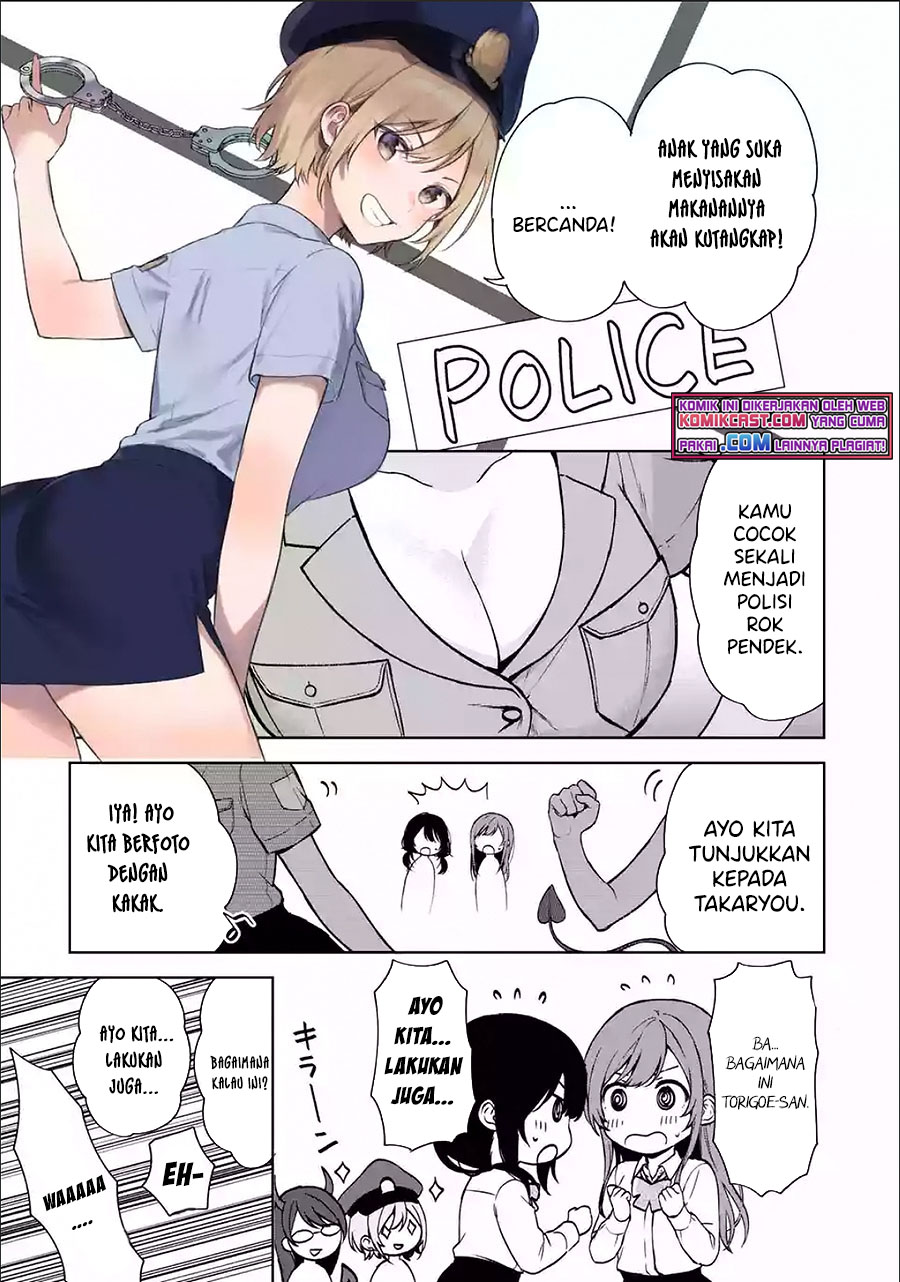 ANAK YANG SUKA
MENYISAKAN
MAKANANNYA
AKAN KUTANGKAP!
...
BERCANDA!
POLICE
KOMIK INI DIKERJAKAN OLEH WEB
KOMIKCAST.COM YANG CUMA
PAKAI .COM LAINNYA PLAGIAT!
KAMU
COCOK
SEKALI
MENJADI
POLISI
ROK
PENDEK.
AYO KITA
TUNJUKKAN
KEPADA
TAKARYOU.
IYA! AYO
KITA BERFOTO
DENGAN
KAKAK.
BA...
BAGAIMANA
INI
TORIGOE-SAN.
AYO
KITA...
LAKUKAN
JUGA...
キラーン
BAGAIMANA
KALAU INI?
AYO KITA...
LAKUKAN
JUGA...
EH-
WAAAAA
....